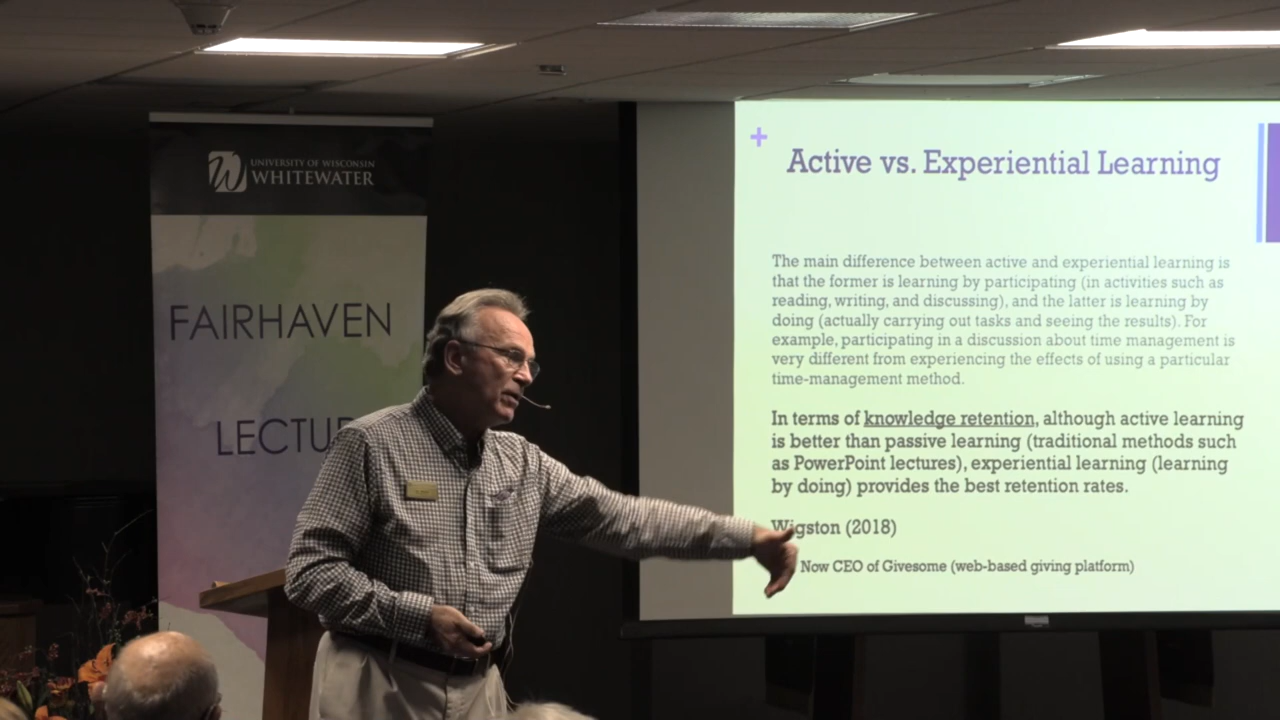 UNIVERSITY OF WISCONSIN
WHITEWATER
FAIRHAVEN
LECTU
+
Active vs. Experiential Learning
The main difference between active and experiential learning is
that the former is learning by participating (in activities such as
reading, writing, and discussing), and the latter is learning by
doing (actually carrying out tasks and seeing the results). For
example, participating in a discussion about time management is
very different from experiencing the effects of using a particular
time-management method.
In terms of knowledge retention, although active learning
is better than passive learning (traditional methods such
as PowerPoint lectures), experiential learning (learning
by doing) provides the best retention rates.
Wigston (2018)
Now CEO of Givesome (web-based giving platform)